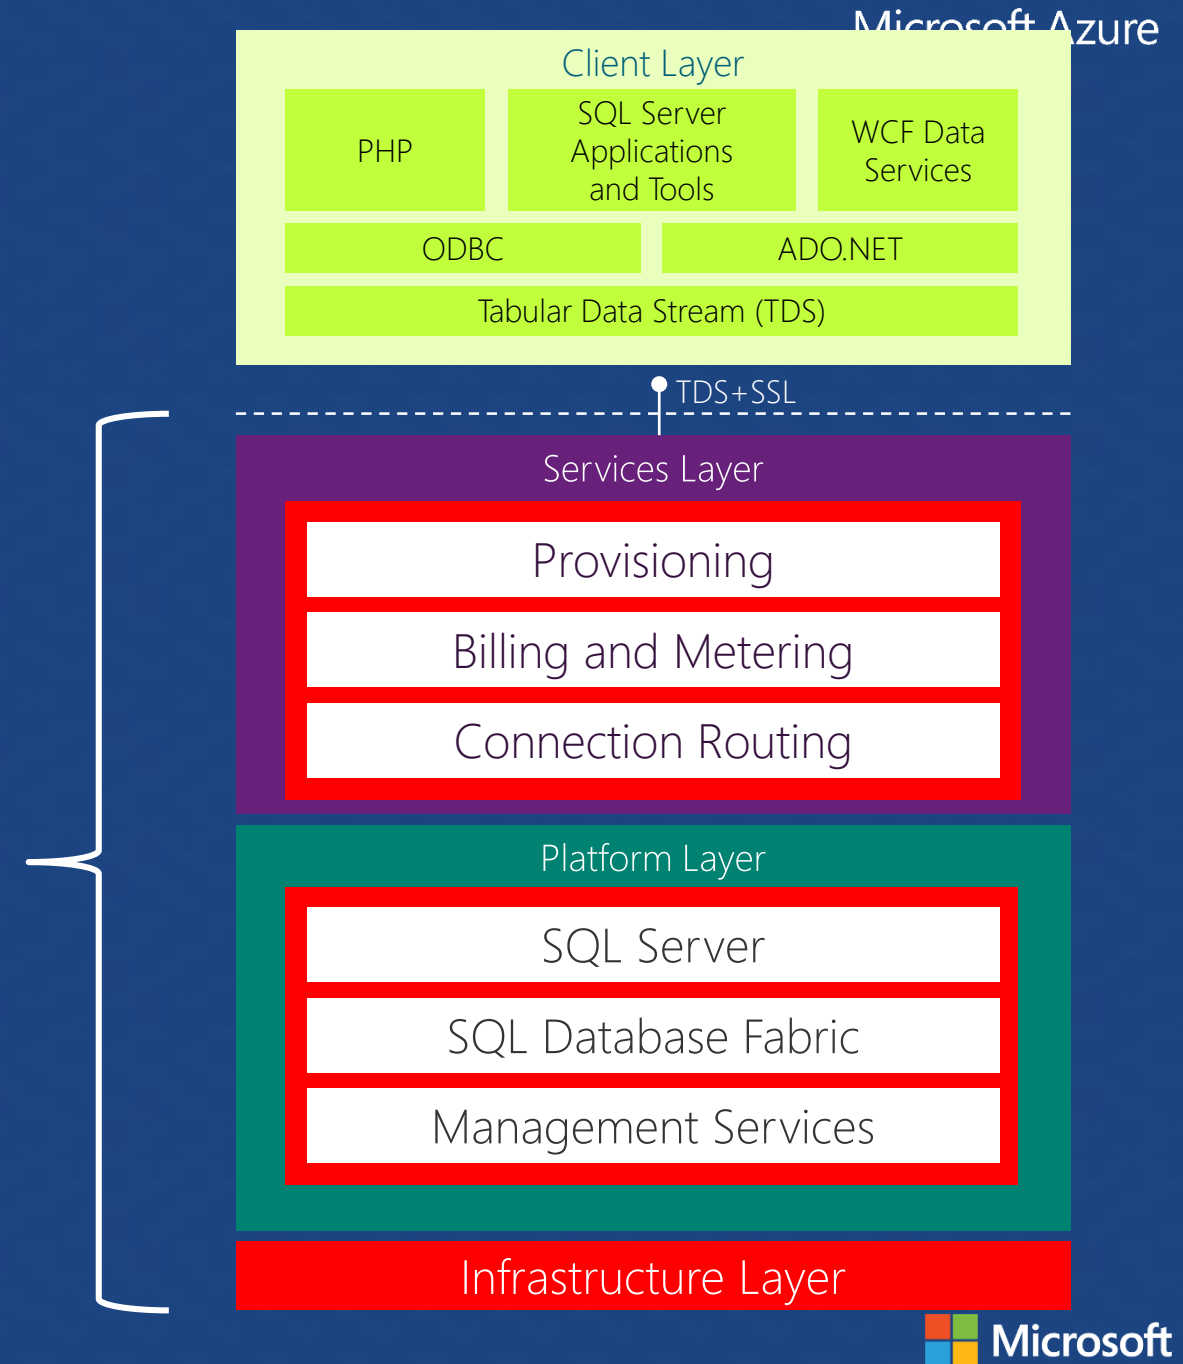 Microsoft Azure
Client Layer
PHP
SQL Server
Applications
and Tools
WCF Data
Services
ODBC
ADO.NET
Tabular Data Stream (TDS)
TDS+SSL
Services Layer
Provisioning
Billing and Metering
Connection Routing
Platform Layer
SQL Server
SQL Database Fabric
Management Services
Infrastructure Layer
Microsoft